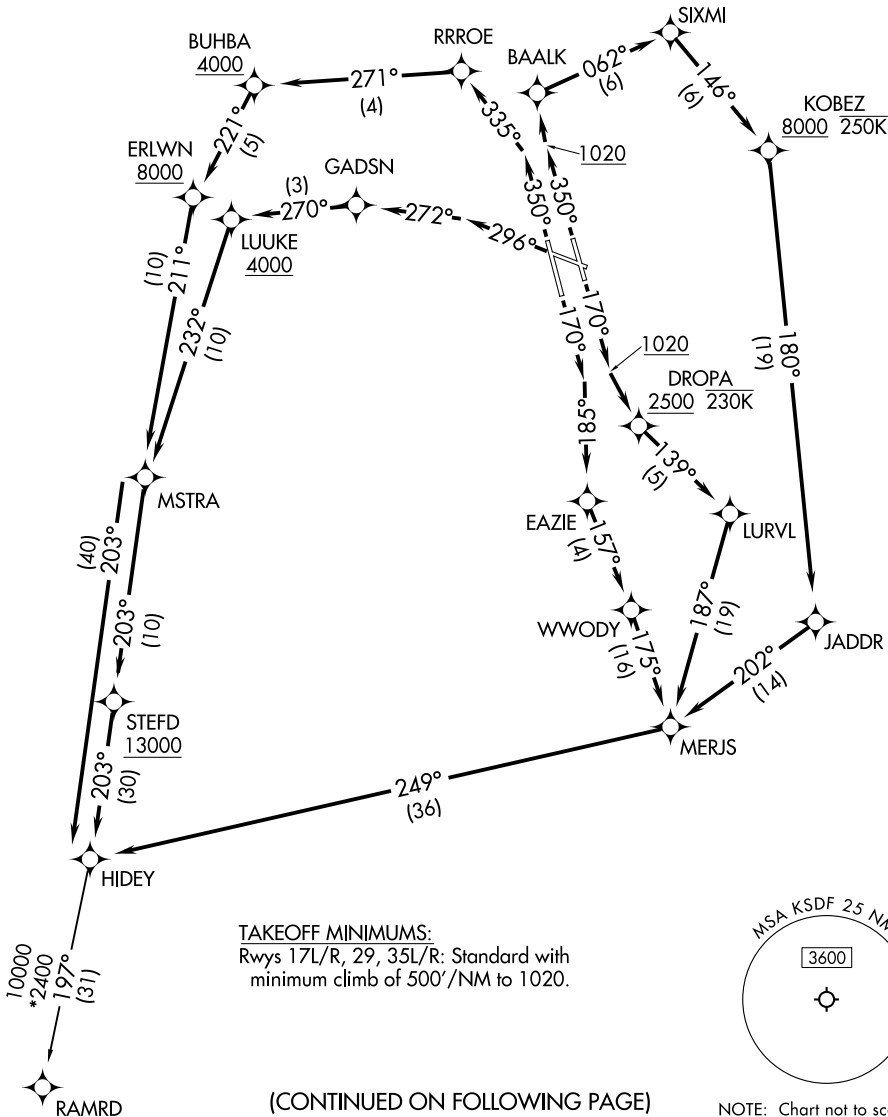 SIXMI
BUHBA
4000
RRROE
BAALK
062°
(6)
271°
(4)
146°
(6)
KOBEZ
8000 250K
221°
(5)
335°
1020
ERLWN
8000
GADSN
(3)
270°
272°
350°
350°
LUUKE
4000
296°
(10)
211°
232°
(10)
170°
170°
180°
(19)
1020
DROPA
2500 230K
185°
139°
(5)
MSTRA
EAZIE
LURVL
157°
(4)
(40)
203°
203°
(10)
187°
(19)
WWODY
175°
(16)
JADDR
202°
(14)
STEFD
13000
MERJS
203°
(30)
249°
(36)
HIDEY
TAKEOFF MINIMUMS:
Rwys 17L/R, 29, 35L/R: Standard with
minimum climb of 500'/NM to 1020.
MSA KSDF 25 NM
3600
10000
*2400
197°
(31)
RAMRD
(CONTINUED ON FOLLOWING PAGE)
NOTE: Chart not to sc